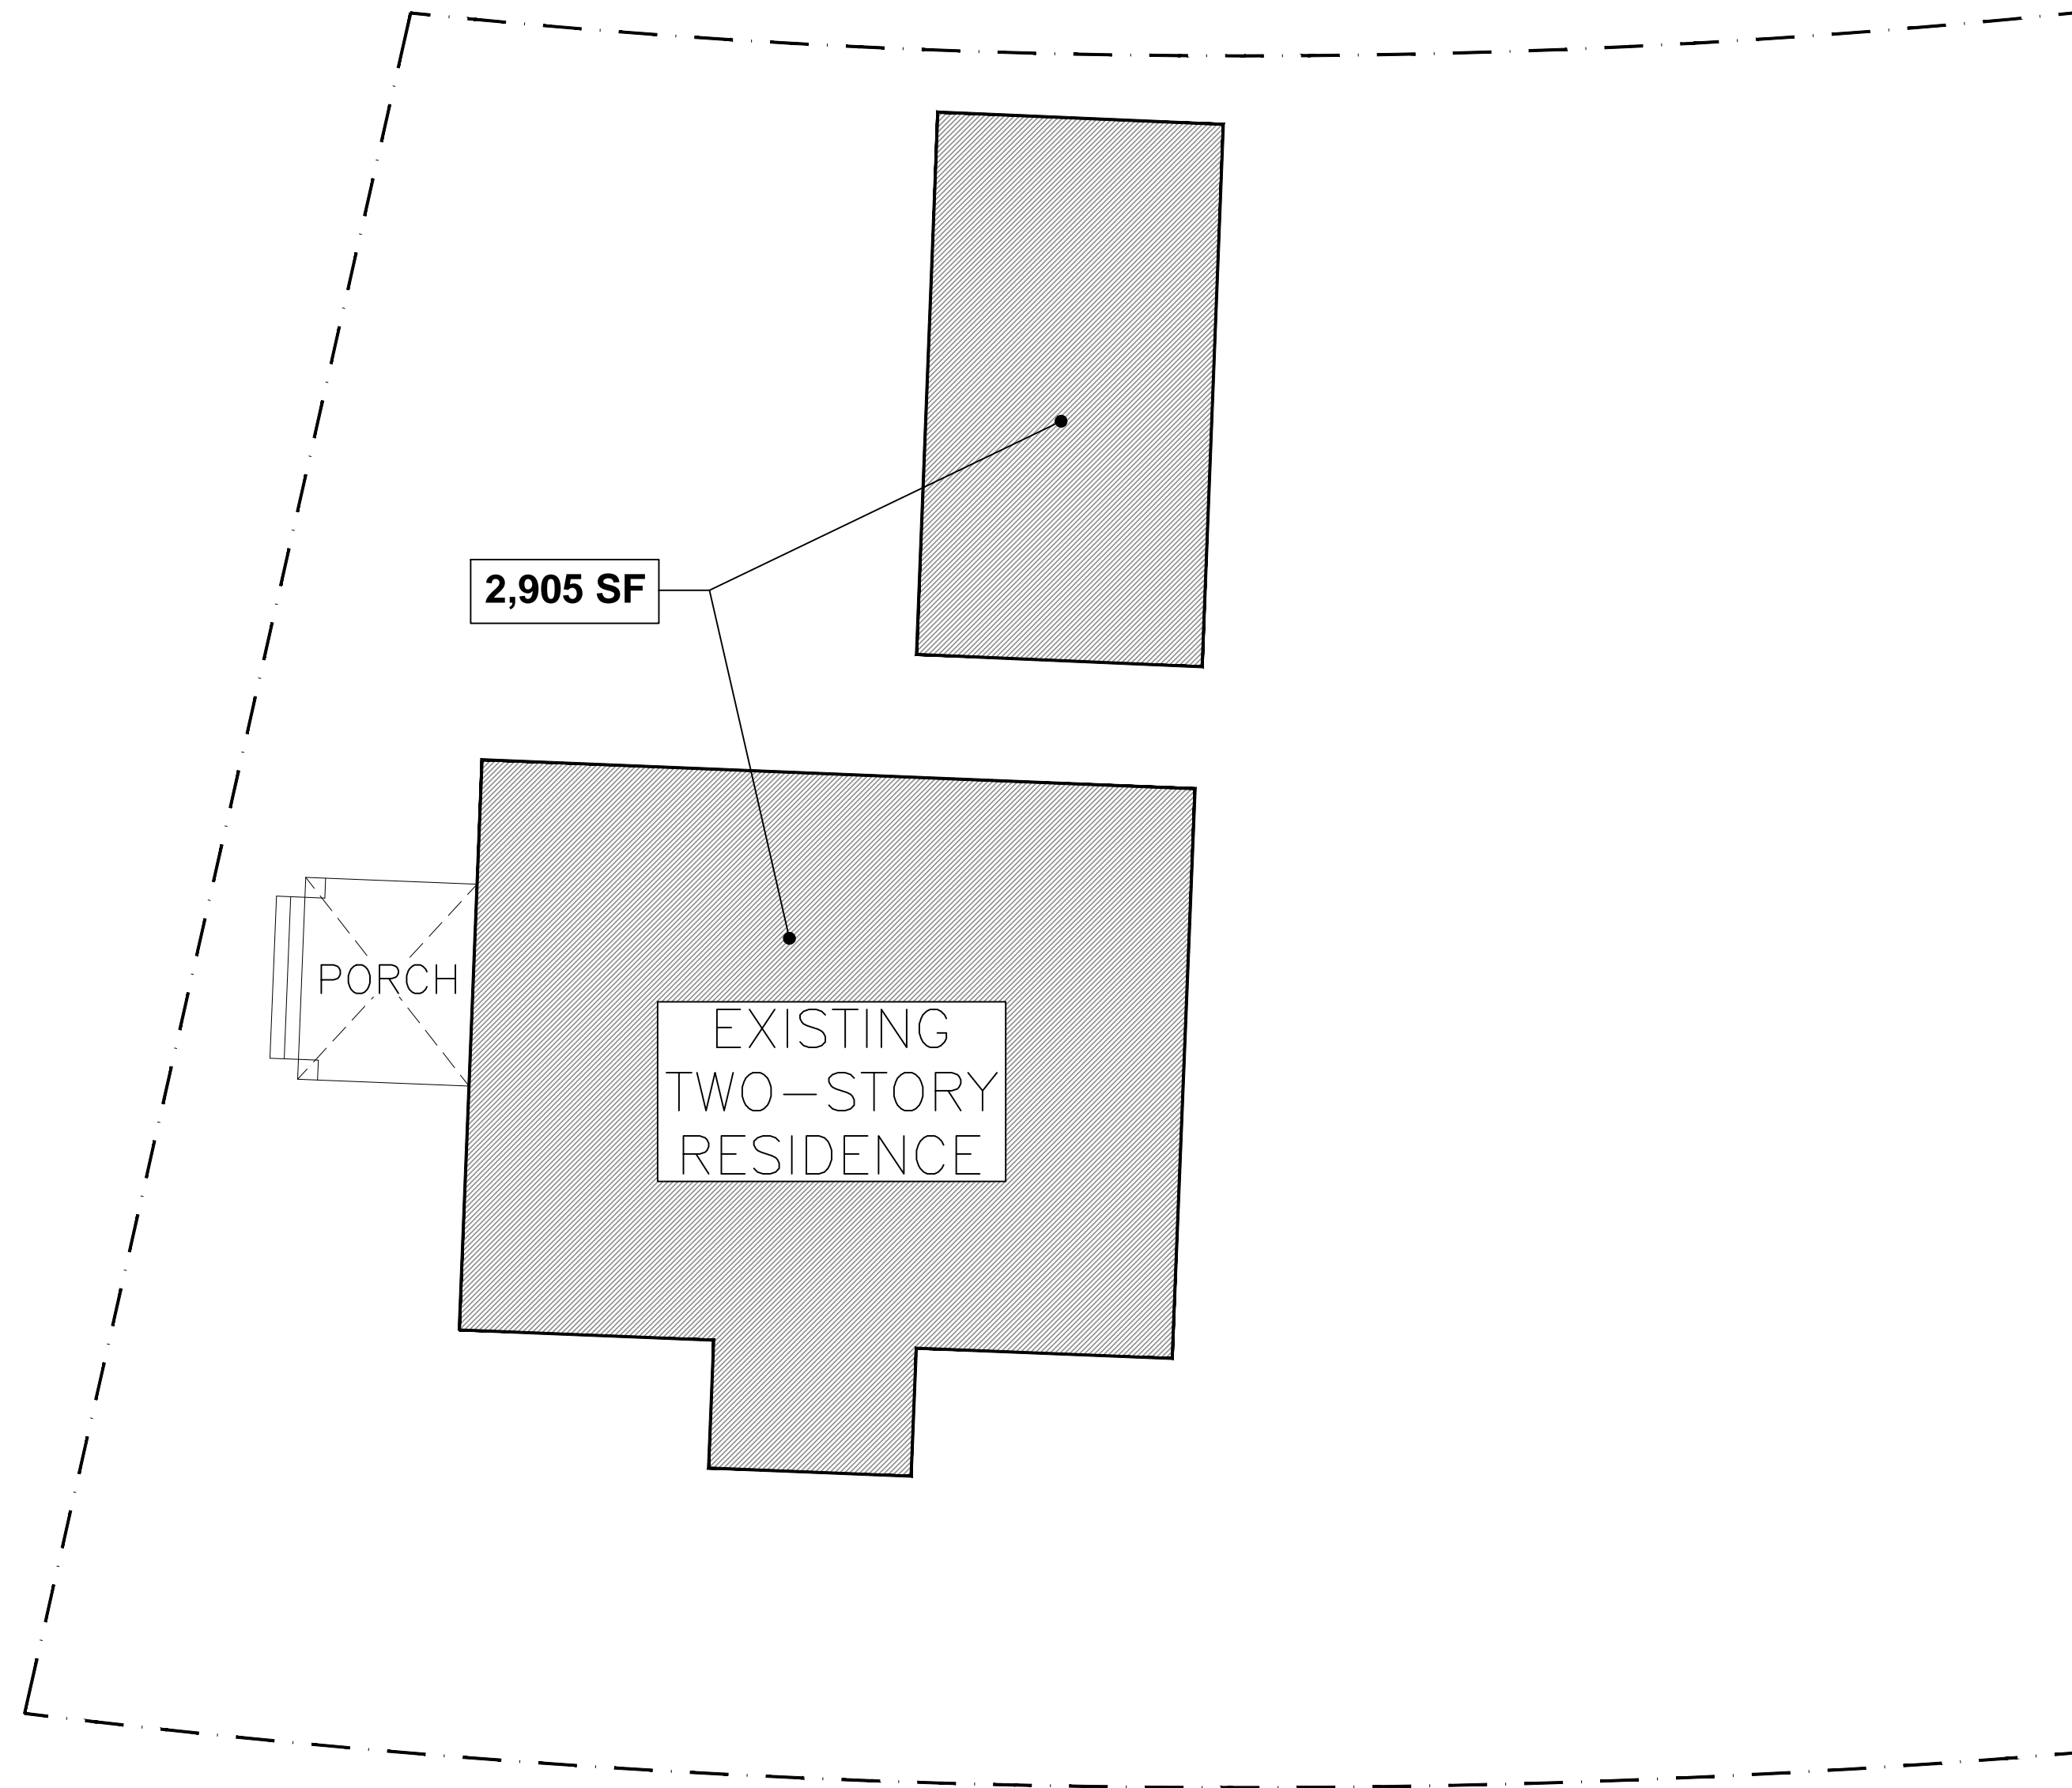 2,905 SF
PORCH
EXISTING
TWO-STORY
RESIDENCE